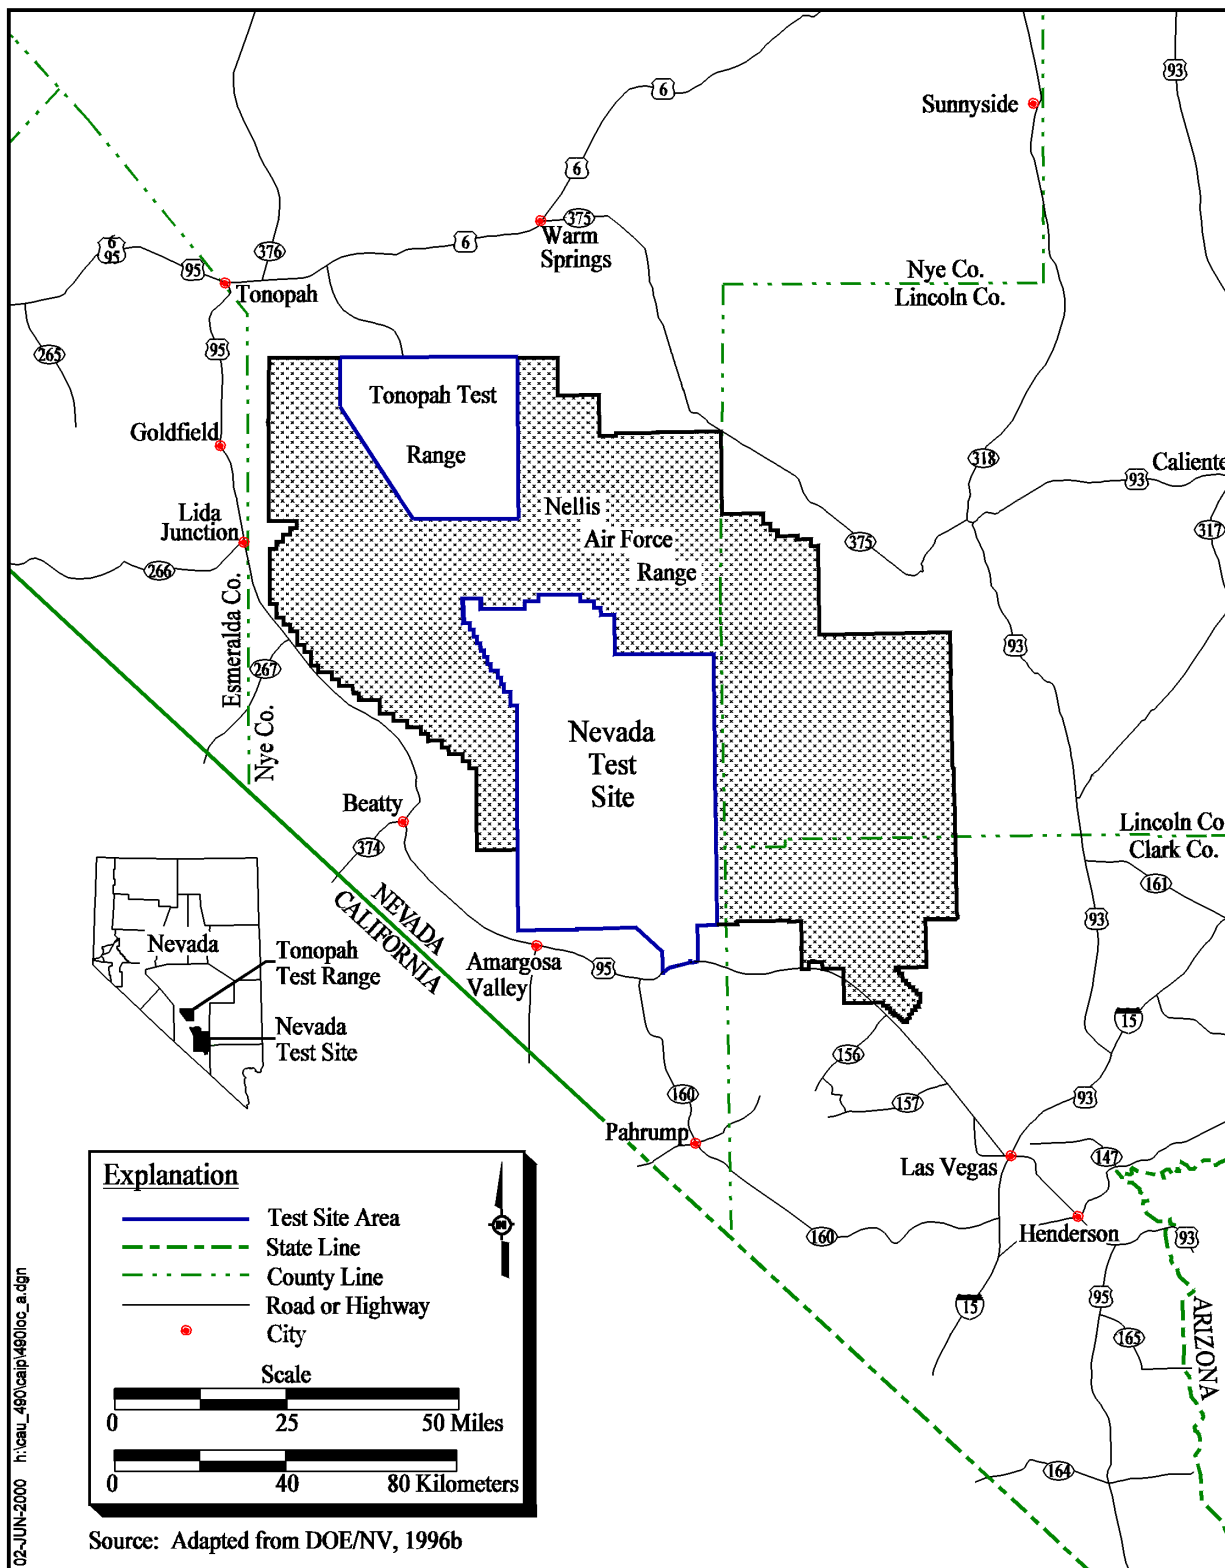 93
6
Sunnyside
6
375
Warm
Springs
6
95
376
6
95
Tonopah
Nye Co.
Lincoln Co.
265
95
Tonopah Test
Range
Goldfield
318
93
Caliente
Nellis
Air Force
Range
Lida
Junction
375
317
266
Esmeralda Co.
Nye Co.
267
93
Nevada
Test
Site
Beatty
374
Lincoln Co
Clark Co.
161
NEVADA
CALIFORNIA
93
Nevada
Tonopah
Test Range
Nevada
Test Site
Amargosa
Valley
95
15
156
160
157
93
Pahrump
Las Vegas
147
160
Henderson
93
15
95
165
ARIZONA
164
Explanation
N
Test Site Area
State Line
County Line
Road or Highway
City
Scale
0 25 50 Miles
0 40 80 Kilometers
Source: Adapted from DOE/NV, 1996b
02-JUN-2000 h:\cau_490\caip\490loc_a.dgn